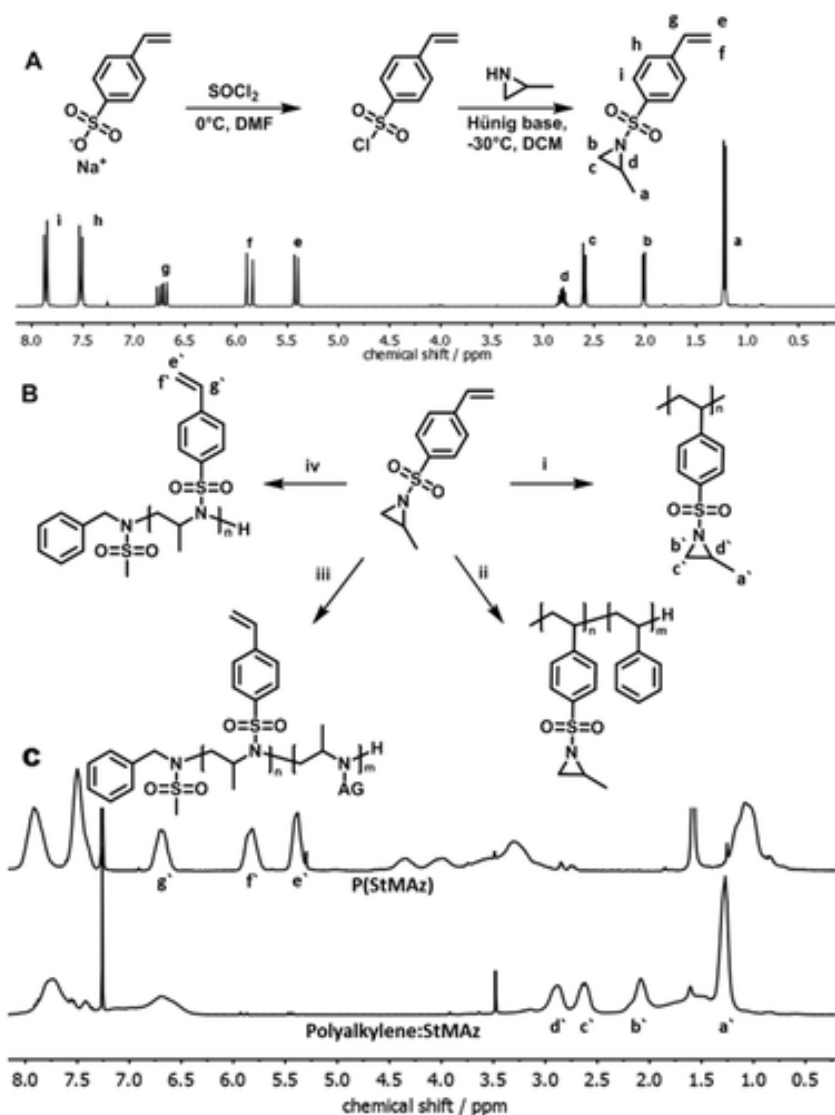 A
SOCl2
0°C, DMF
HN
Hünig base,
-30°C, DCM
O S O
-O
Na+
O S O
Cl
g e
h f
i
O S O
b N
c d
a
i h g f e d c b a
8.0 7.5 7.0 6.5 6.0 5.5 5.0 4.5 4.0 3.5 3.0 2.5 2.0 1.5 1.0 0.5
chemical shift / ppm
B
e`
f` g`
iv
i
O=S=O
N N H
n
O=S=O
O S O
N
n
O=S=O
b` N d`
c` a`
iii
ii
O=S=O
N N N H
n m
O=S=O
AG
n m H
O=S=O
N
C
g` f` e`
P(StMAz)
d` c` b` a`
Polyalkylene:StMAz
8.0 7.5 7.0 6.5 6.0 5.5 5.0 4.5 4.0 3.5 3.0 2.5 2.0 1.5 1.0 0.5
chemical shift / ppm